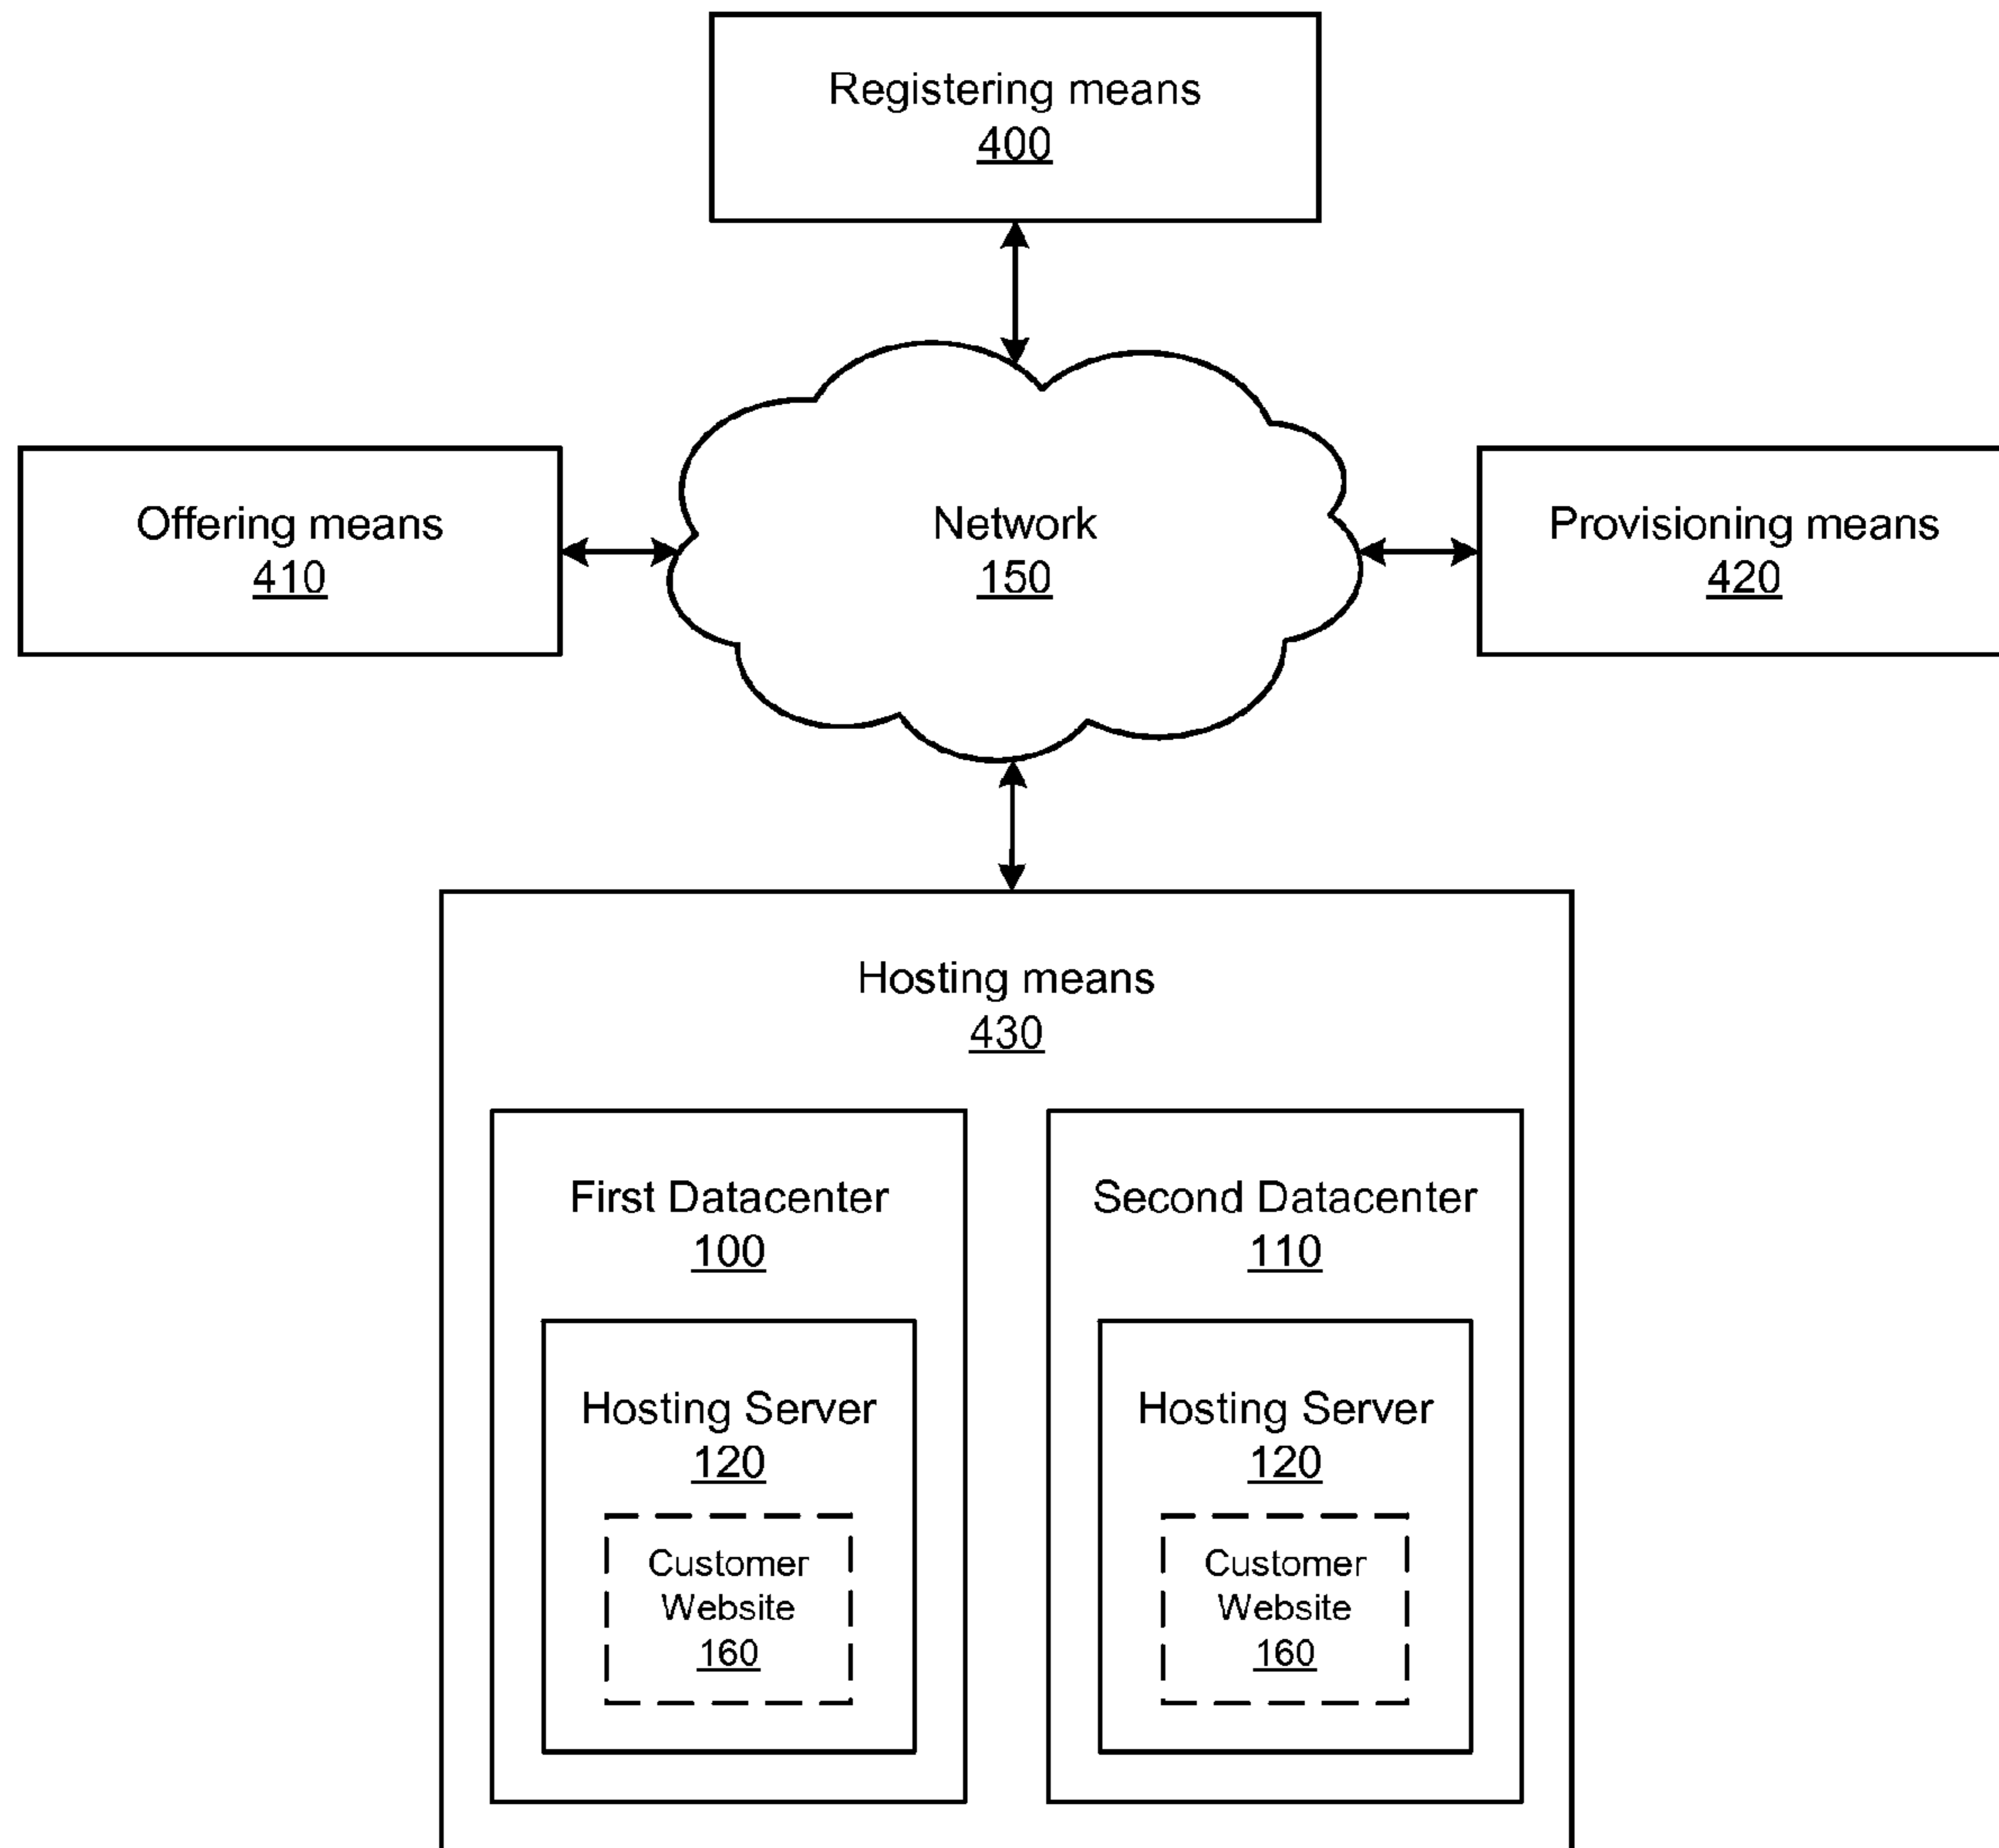 Registering means
400
Offering means
410
Network
150
Provisioning means
420
Hosting means
430
First Datacenter
100
Second Datacenter
110
Hosting Server
120
Hosting Server
120
Customer
Website
160
Customer
Website
160